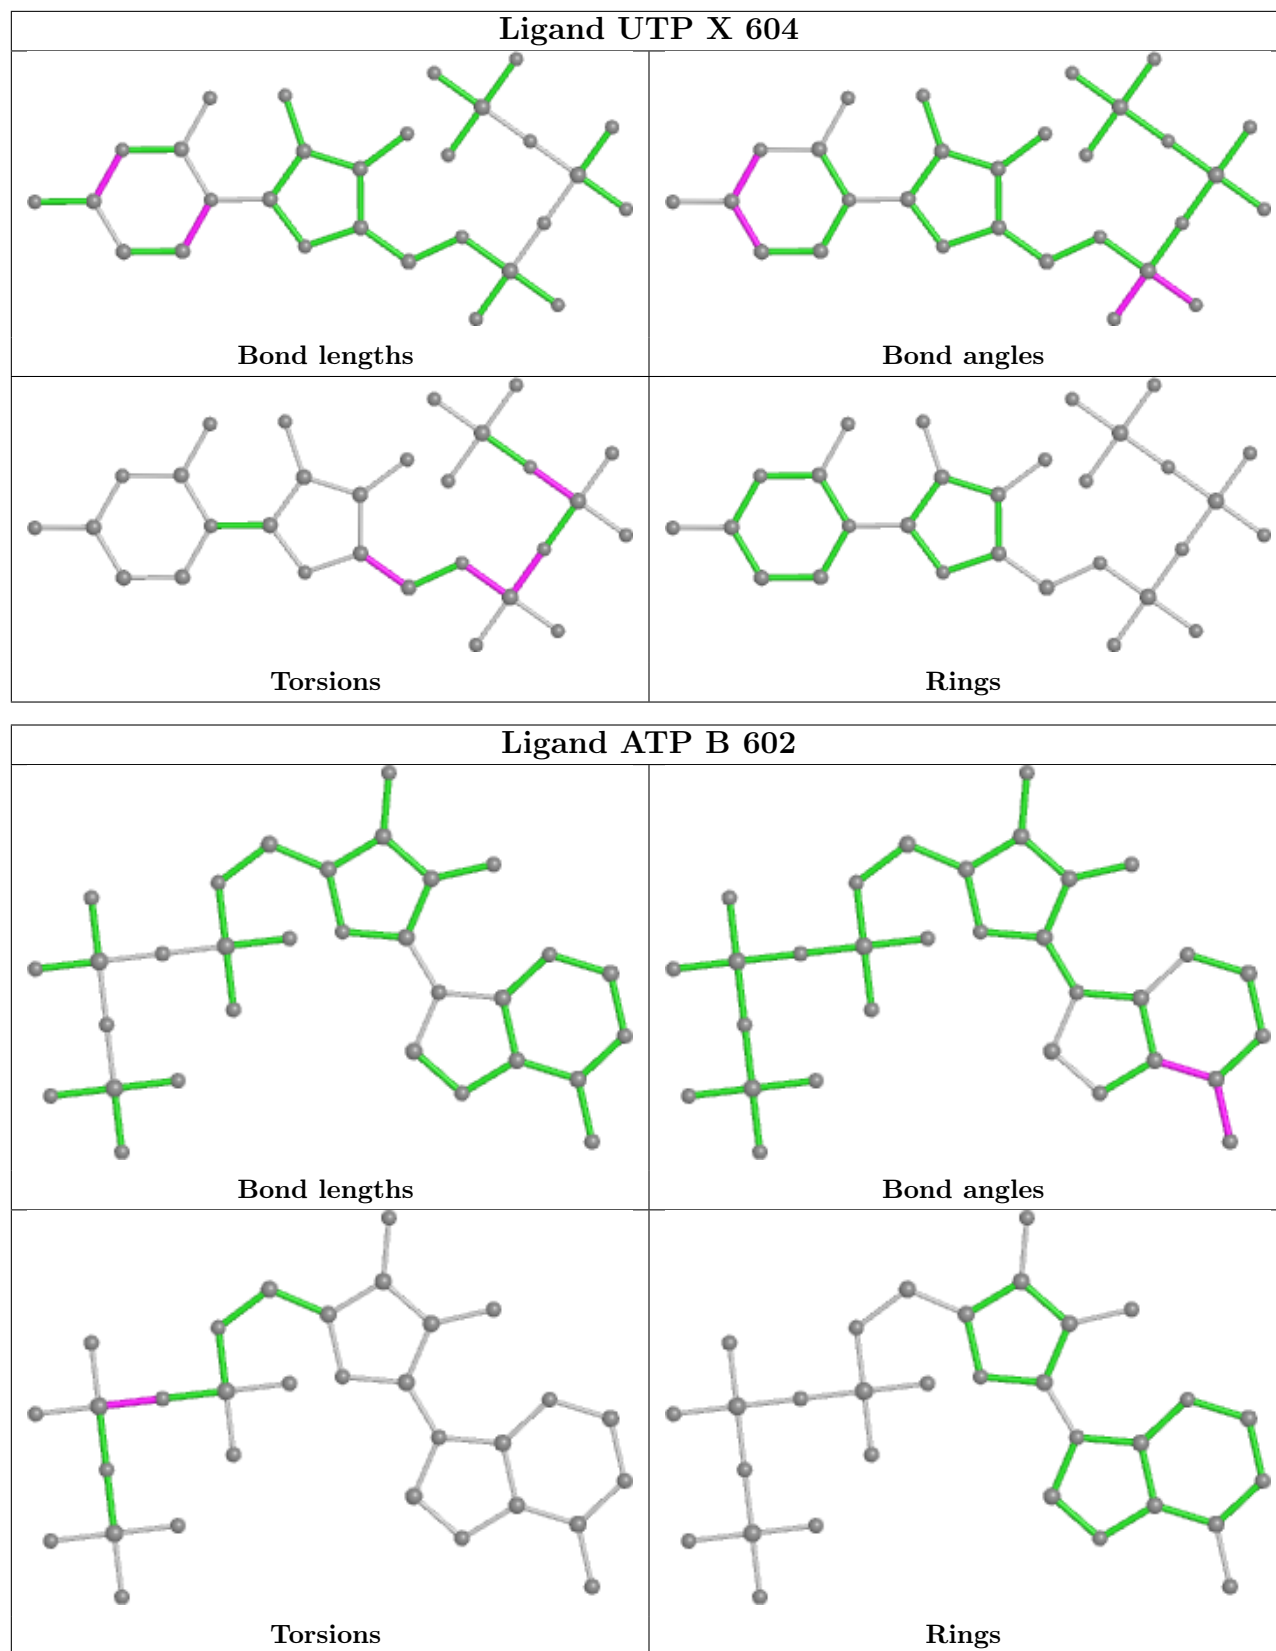 Ligand UTP X 604
Bond lengths
Bond angles
Torsions
Rings
Ligand ATP B 602
Bond lengths
Bond angles
Torsions
Rings